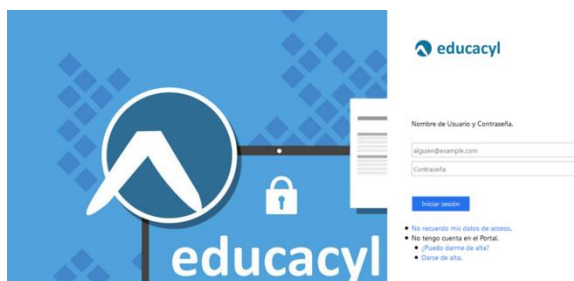 educacyl
educacyl
Nombre de Usuario y Contraseña.
alguien@example.com
Contraseña
Iniciar sesión
No recuerdo mis datos de acceso.
No tengo cuenta en el Portal.
¿Puedo darme de alta?
Darse de alta.